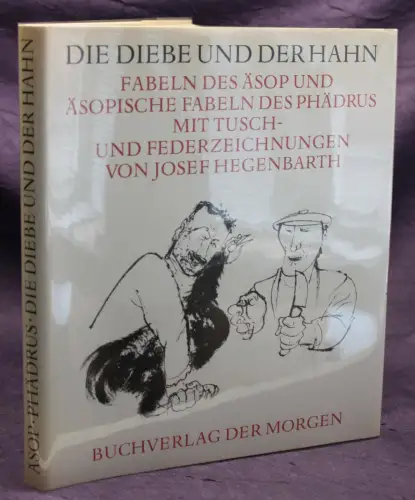 DIE DIEBE UND DER HAHN
FABELN DES ÄSOP UND
ÄSOPISCHE FABELN DES PHÄDRUS
MIT TUSCH-
UND FEDERZEICHNUNGEN
VON JOSEF HEGENBARTH
BUCHVERLAG DER MORGEN
ÄSOP · PHÄDRUS · DIE DIEBE UND DER HAHN